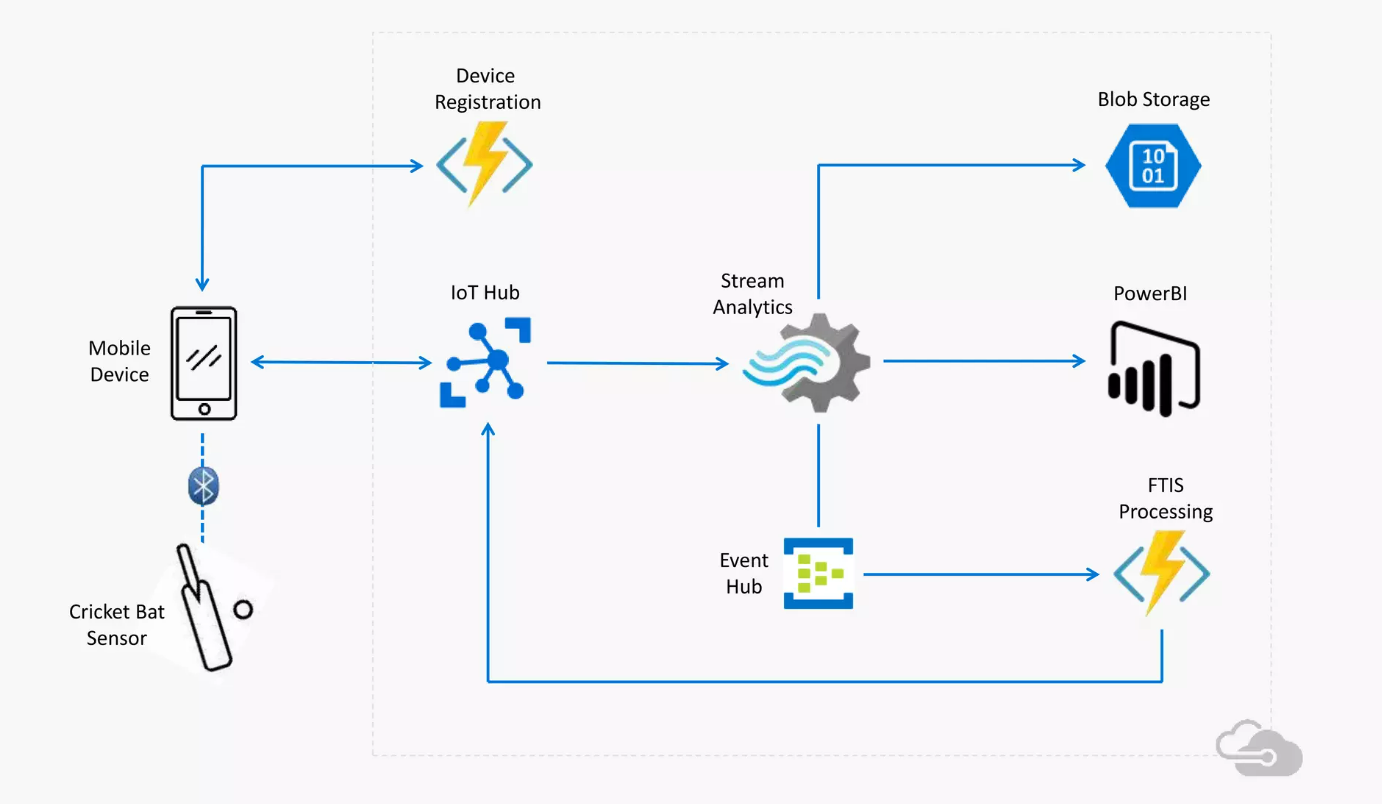 Device
Registration
Blob Storage
IoT Hub
Stream
Analytics
PowerBI
Mobile
Device
FTIS
Processing
Event
Hub
Cricket Bat
Sensor
10
01